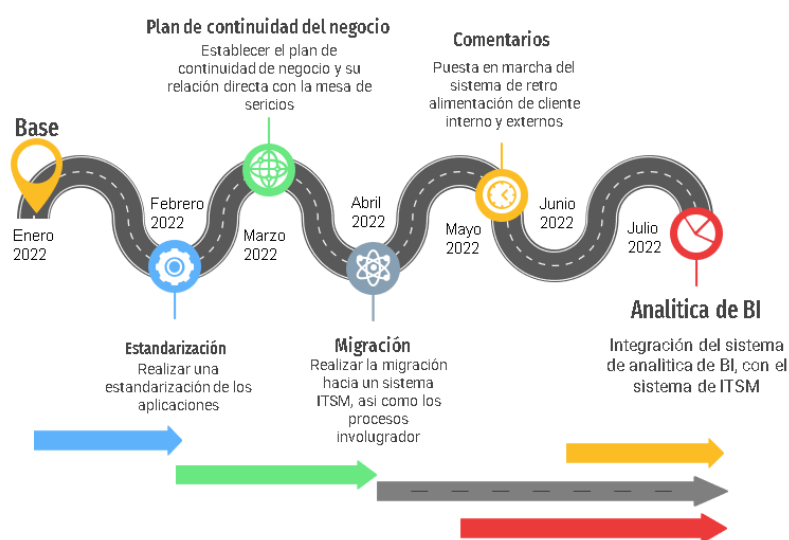 Plan de continuidad del negocio
Establecer el plan de
continuidad de negocio y su
relación directa con la mesa de
sericios
Comentarios
Puesta en marcha del
sistema de retro
alimentación de cliente
interno y externos
Base
Enero
2022
Febrero
2022
Marzo
2022
Abril
2022
Mayo
2022
Junio
2022
Julio
2022
Estandarización
Realizar una
estandarización de los
aplicaciones
Migración
Realizar la migración
hacia un sistema
ITSM, asi como los
procesos
involugrador
Analitica de BI
Integración del sistema
de analitica de BI, con el
sistema de ITSM